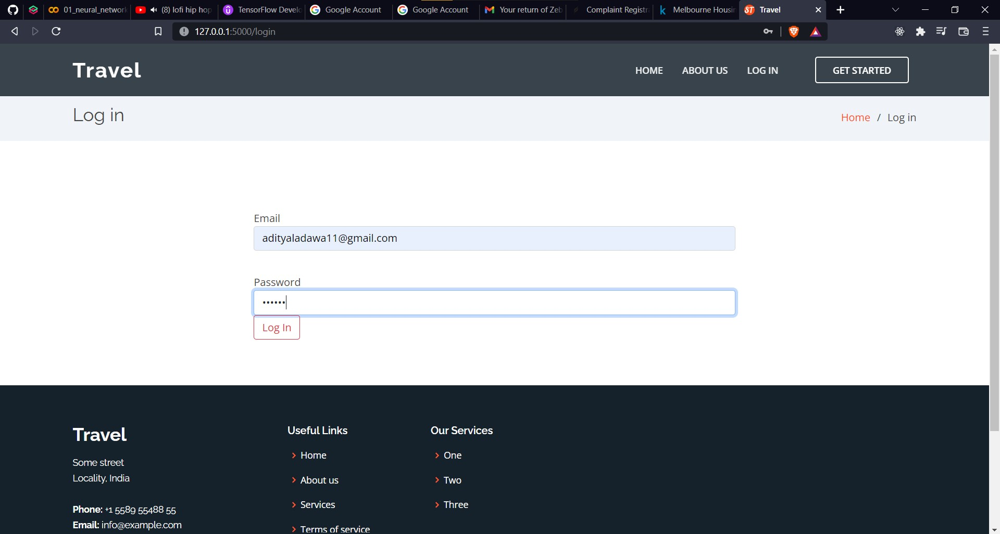 01_neural_network (8) lofi hip hop TensorFlow Develo Google Account Google Account Your return of Zeb Complaint Registr Melbourne Housin ST Travel
127.0.0.1:5000/login
Travel HOME ABOUT US LOG IN GET STARTED
Log in Home / Log in
Email
adityaladawa11@gmail.com
Password
••••••
Log In
Travel Useful Links Our Services
Some street Home One
Locality, India About us Two
Phone: +1 5589 55488 55 Services Three
Email: info@example.com Terms of service